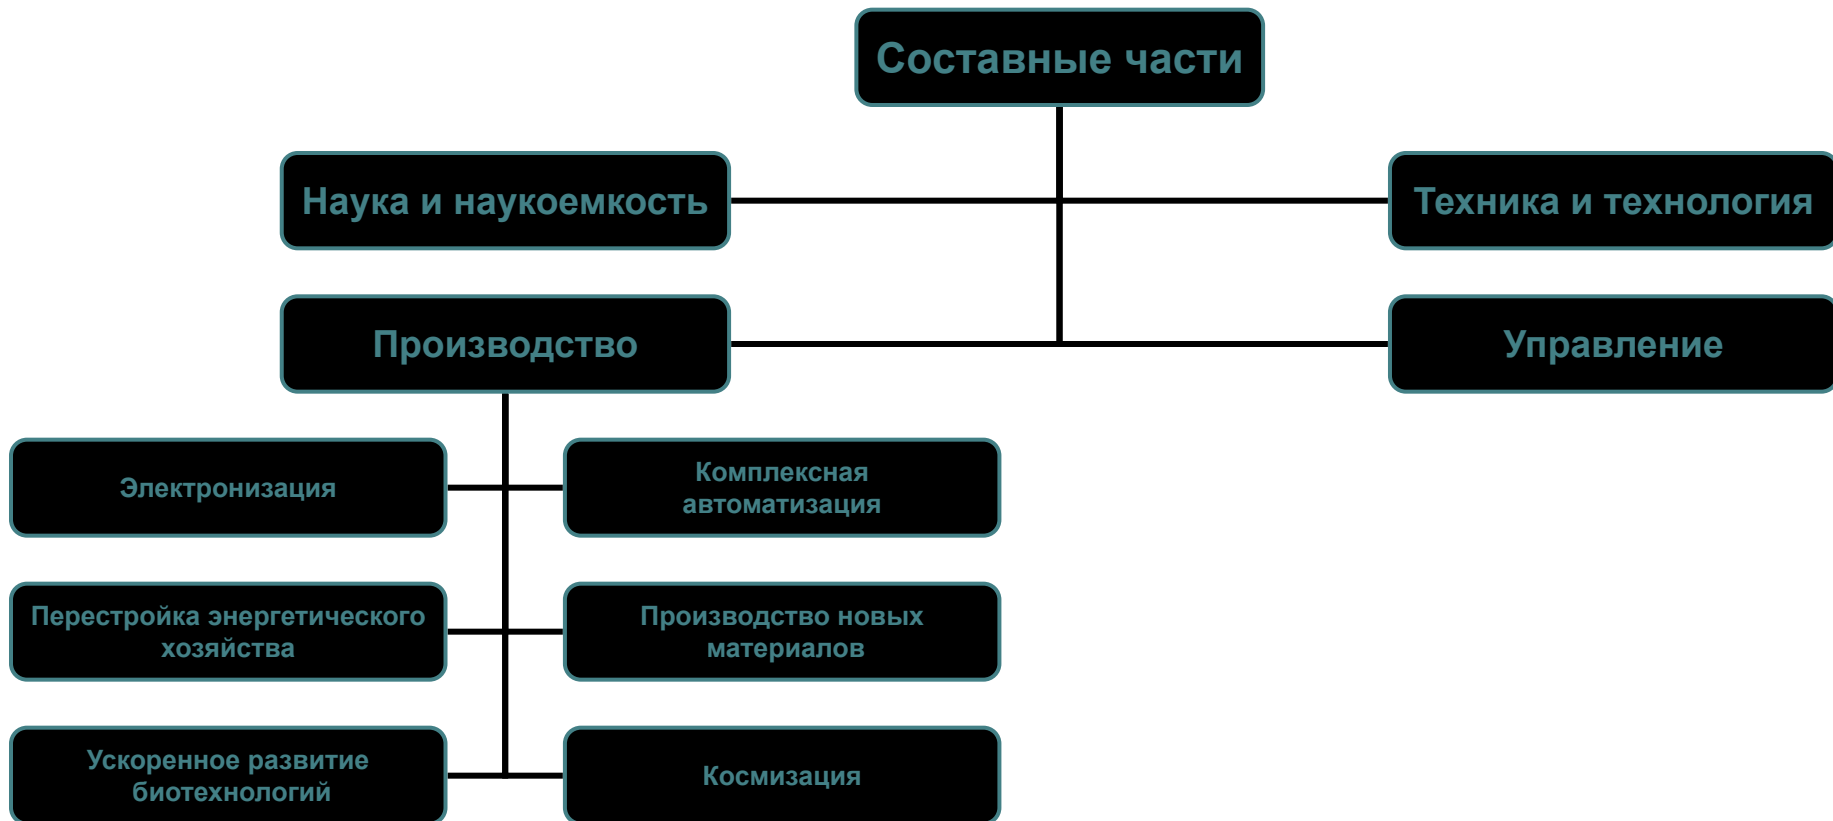 Составные части
Наука и наукоемкость
Техника и технология
Производство
Управление
Электронизация
Комплексная
автоматизация
Перестройка энергетического
хозяйства
Производство новых
материалов
Ускоренное развитие
биотехнологий
Космизация